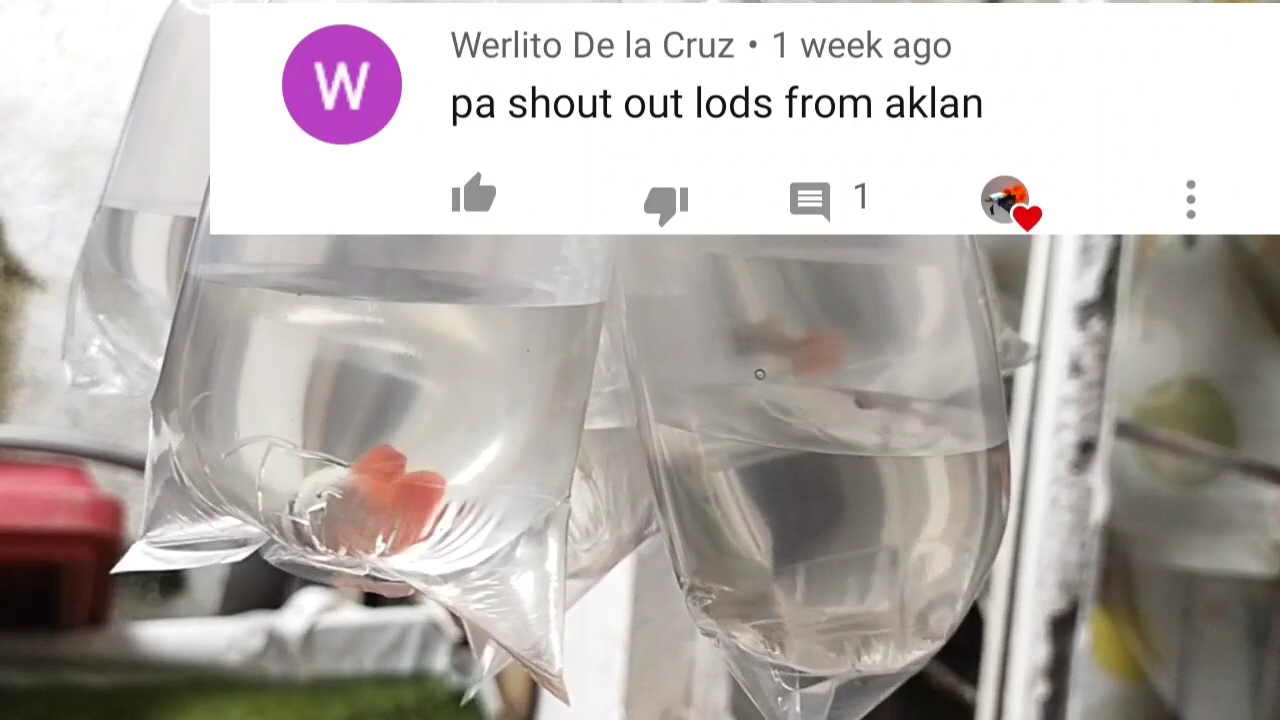 Werlito De la Cruz • 1 week ago
W
pa shout out lods from aklan
1